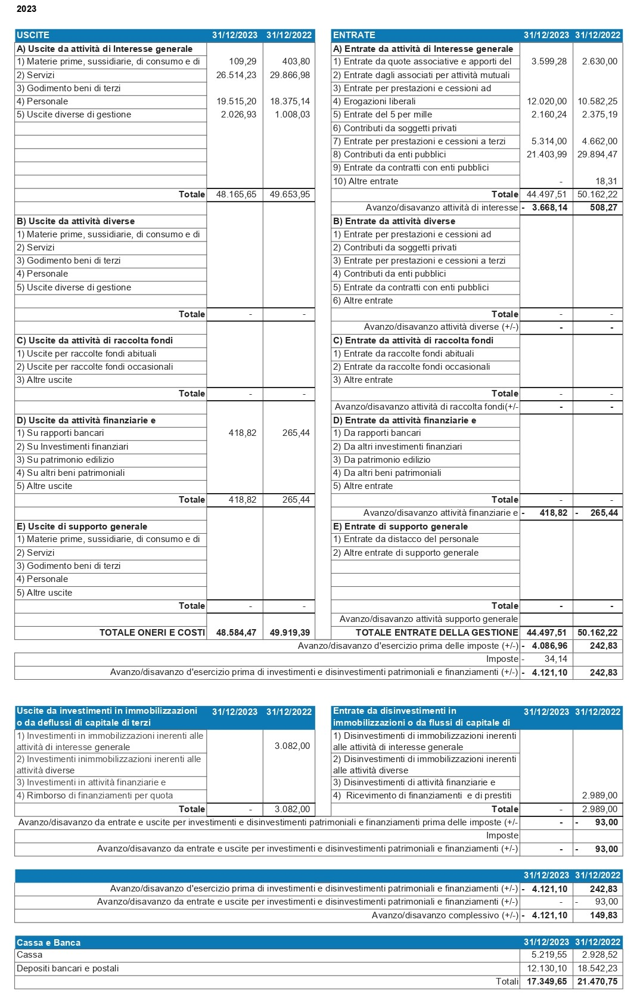 2023
USCITE 31/12/2023 31/12/2022 ENTRATE 31/12/2023 31/12/2022
A) Uscite da attività di Interesse generale A) Entrate da attività di Interesse generale
1) Materie prime, sussidiarie, di consumo e di 109,29 403,80 1) Entrate da quote associative e apporti del 3.599,28 2.630,00
2) Servizi 26.514,23 29.866,98 2) Entrate dagli associati per attività mutuali
3) Godimento beni di terzi 3) Entrate per prestazioni e cessioni ad
4) Personale 19.515,20 18.375,14 4) Erogazioni liberali 12.020,00 10.582,25
5) Uscite diverse di gestione 2.026,93 1.008,03 5) Entrate del 5 per mille 2.160,24 2.375,19
6) Contributi da soggetti privati
7) Entrate per prestazioni e cessioni a terzi 5.314,00 4.662,00
8) Contributi da enti pubblici 21.403,99 29.894,47
9) Entrate da contratti con enti pubblici
10) Altre entrate - 18,31
Totale 48.165,65 49.653,95 Totale 44.497,51 50.162,22
Avanzo/disavanzo attività di interesse - 3.668,14 508,27
B) Uscite da attività diverse B) Entrate da attività diverse
1) Materie prime, sussidiarie, di consumo e di 1) Entrate per prestazioni e cessioni ad
2) Servizi 2) Contributi da soggetti privati
3) Godimento beni di terzi 3) Entrate per prestazioni e cessioni a terzi
4) Personale 4) Contributi da enti pubblici
5) Uscite diverse di gestione 5) Entrate da contratti con enti pubblici
6) Altre entrate
Totale - - Totale - -
Avanzo/disavanzo attività diverse (+/-) - -
C) Uscite da attività di raccolta fondi C) Entrate da attività di raccolta fondi
1) Uscite per raccolte fondi abituali 1) Entrate da raccolte fondi abituali
2) Uscite per raccolte fondi occasionali 2) Entrate da raccolte fondi occasionali
3) Altre uscite 3) Altre entrate
Totale - - Totale - -
Avanzo/disavanzo attività di raccolta fondi(+/- - -
D) Uscite da attività finanziarie e D) Entrate da attività finanziarie e
1) Su rapporti bancari 418,82 265,44 1) Da rapporti bancari
2) Su Investimenti finanziari 2) Da altri investimenti finanziari
3) Su patrimonio edilizio 3) Da patrimonio edilizio
4) Su altri beni patrimoniali 4) Da altri beni patrimoniali
5) Altre uscite 5) Altre entrate
Totale 418,82 265,44 Totale - -
Avanzo/disavanzo attività finanziarie e - 418,82 - 265,44
E) Uscite di supporto generale E) Entrate di supporto generale
1) Materie prime, sussidiarie, di consumo e di 1) Entrate da distacco del personale
2) Servizi 2) Altre entrate di supporto generale
3) Godimento beni di terzi
4) Personale
5) Altre uscite
Totale - - Totale - -
Avanzo/disavanzo attività supporto generale
TOTALE ONERI E COSTI 48.584,47 49.919,39 TOTALE ENTRATE DELLA GESTIONE 44.497,51 50.162,22
Avanzo/disavanzo d'esercizio prima delle imposte (+/-) - 4.086,96 242,83
Imposte - 34,14
Avanzo/disavanzo d'esercizio prima di investimenti e disinvestimenti patrimoniali e finanziamenti (+/-) - 4.121,10 242,83
Uscite da investimenti in immobilizzazioni 31/12/2023 31/12/2022 Entrate da disinvestimenti in 31/12/2023 31/12/2022
o da deflussi di capitale di terzi immobilizzazioni o da flussi di capitale di
1) Investimenti in immobilizzazioni inerenti alle 1) Disinvestimenti di immobilizzazioni inerenti
attività di interesse generale 3.082,00 alle attività di interesse generale
2) Investimenti inimmobilizzazioni inerenti alle 2) Disinvestimenti di immobilizzazioni inerenti
attività diverse alle attività diverse
3) Investimenti in attività finanziarie e 3) Disinvestimenti di attività finanziarie e
4) Rimborso di finanziamenti per quota 4) Ricevimento di finanziamenti e di prestiti 2.989,00
Totale - 3.082,00 Totale - 2.989,00
Avanzo/disavanzo da entrate e uscite per investimenti e disinvestimenti patrimoniali e finanziamenti prima delle imposte (+/- - - 93,00
Imposte
Avanzo/disavanzo da entrate e uscite per investimenti e disinvestimenti patrimoniali e finanziamenti (+/-) - - 93,00
31/12/2023 31/12/2022
Avanzo/disavanzo d'esercizio prima di investimenti e disinvestimenti patrimoniali e finanziamenti (+/-) - 4.121,10 242,83
Avanzo/disavanzo da entrate e uscite per investimenti e disinvestimenti patrimoniali e finanziamenti (+/-) - - 93,00
Avanzo/disavanzo complessivo (+/-) - 4.121,10 149,83
Cassa e Banca 31/12/2023 31/12/2022
Cassa 5.219,55 2.928,52
Depositi bancari e postali 12.130,10 18.542,23
Totali 17.349,65 21.470,75